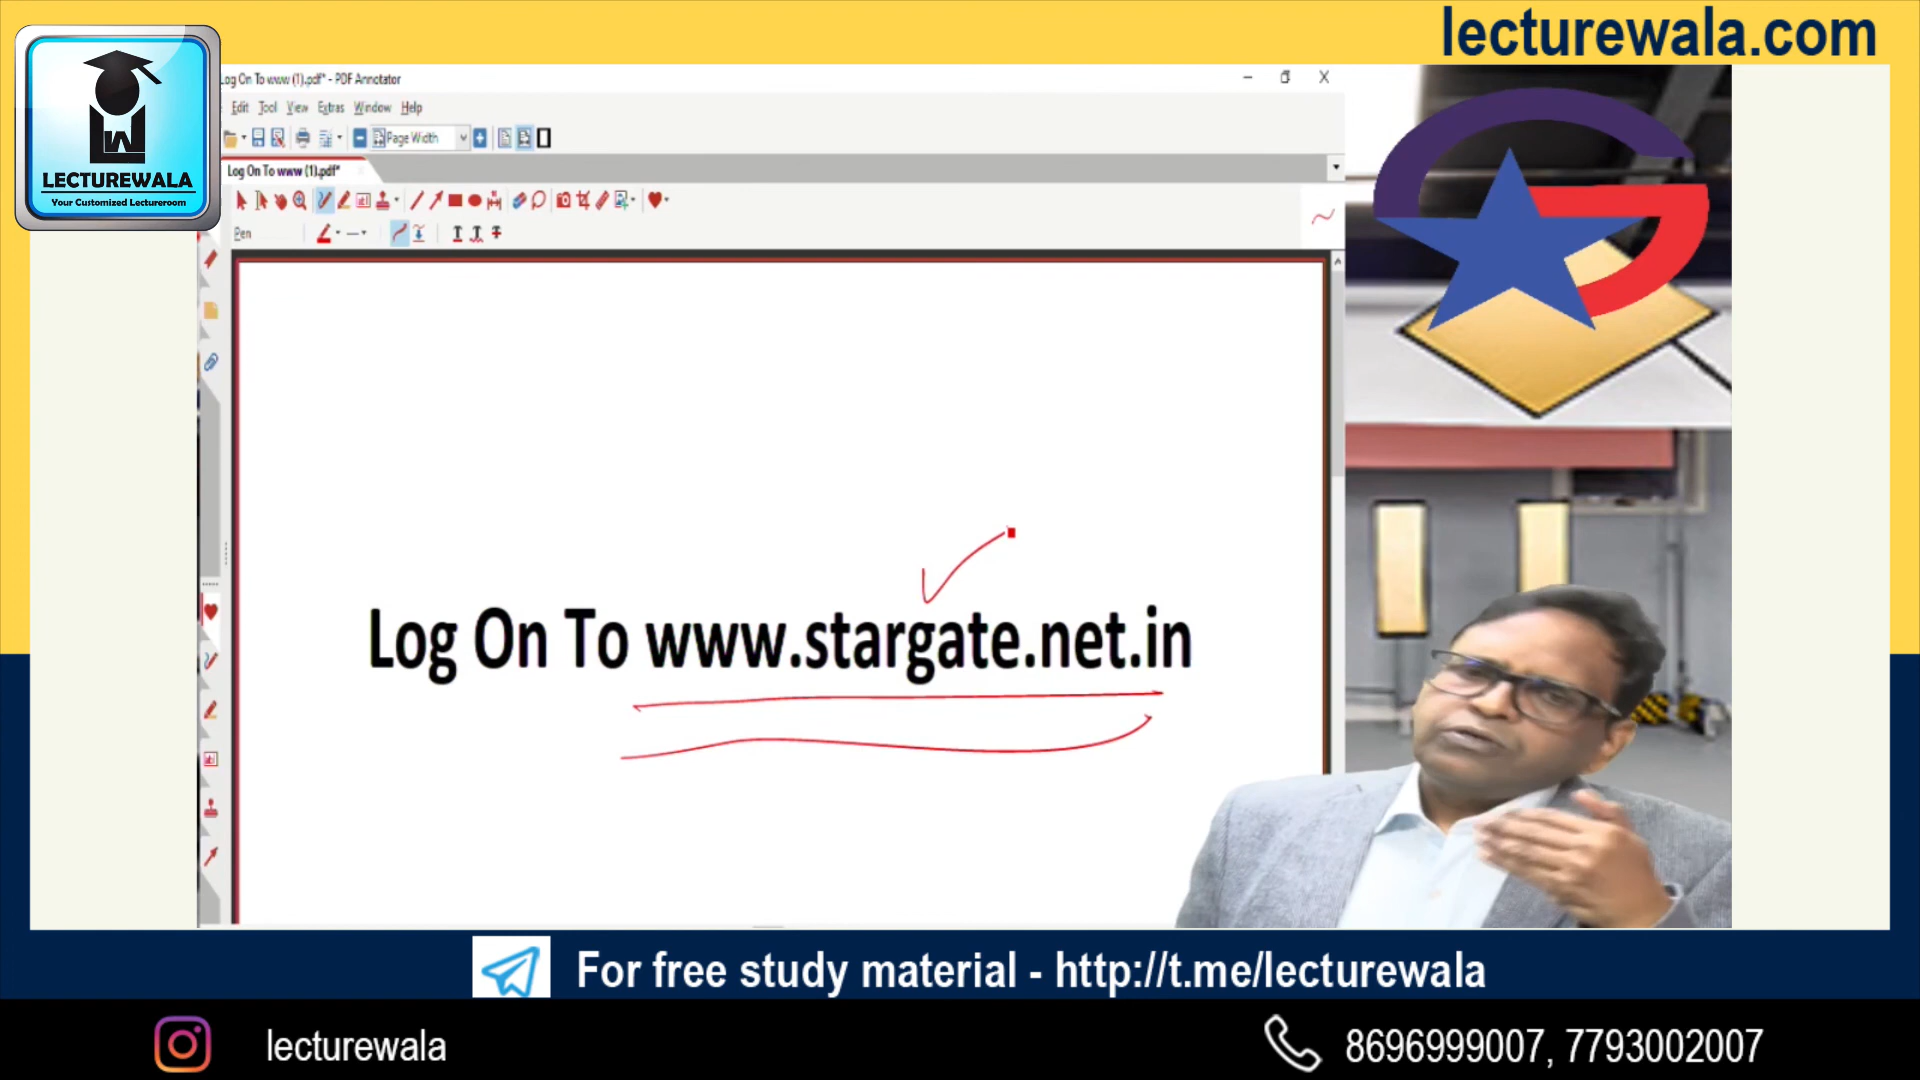 lecturewala.com
LW
LECTUREWALA
Your Customized Lectureroom
Log On To www (1).pdf* - PDF Annotator
Edit Tool View Extras Window Help
Page Width
Log On To www (1).pdf*
Pen
Log On To www.stargate.net.in
For free study material - http://t.me/lecturewala
lecturewala
8696999007, 7793002007